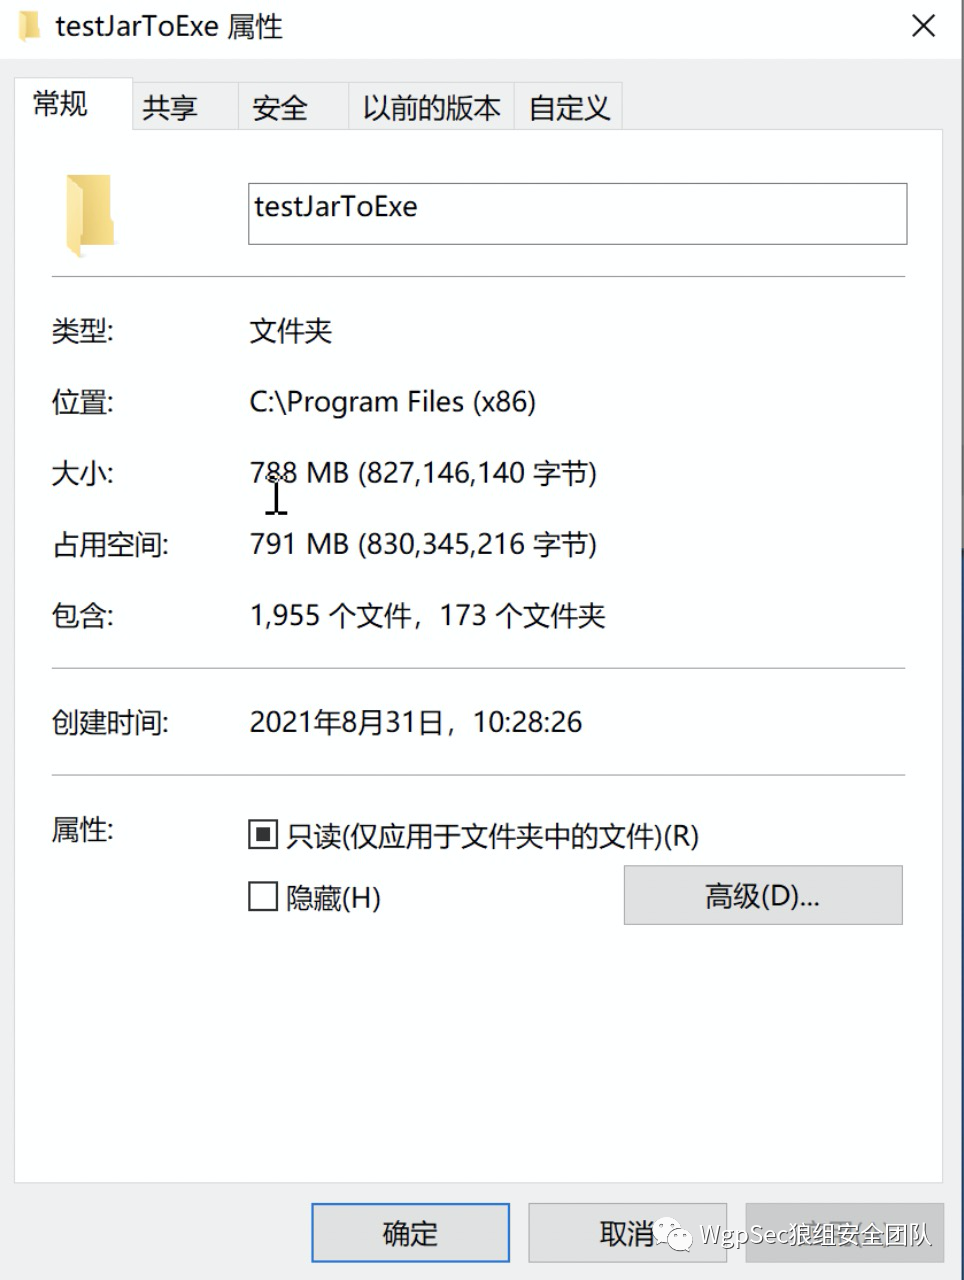 testJarToExe 属性
常规 共享 安全 以前的版本 自定义
testJarToExe
类型: 文件夹
位置: C:\Program Files (x86)
大小: 788 MB (827,146,140 字节)
占用空间: 791 MB (830,345,216 字节)
包含: 1,955 个文件，173 个文件夹
创建时间: 2021年8月31日，10:28:26
属性: 只读(仅应用于文件夹中的文件)(R)
隐藏(H) 高级(D)...
确定 取消 WgpSec狼组安全团队